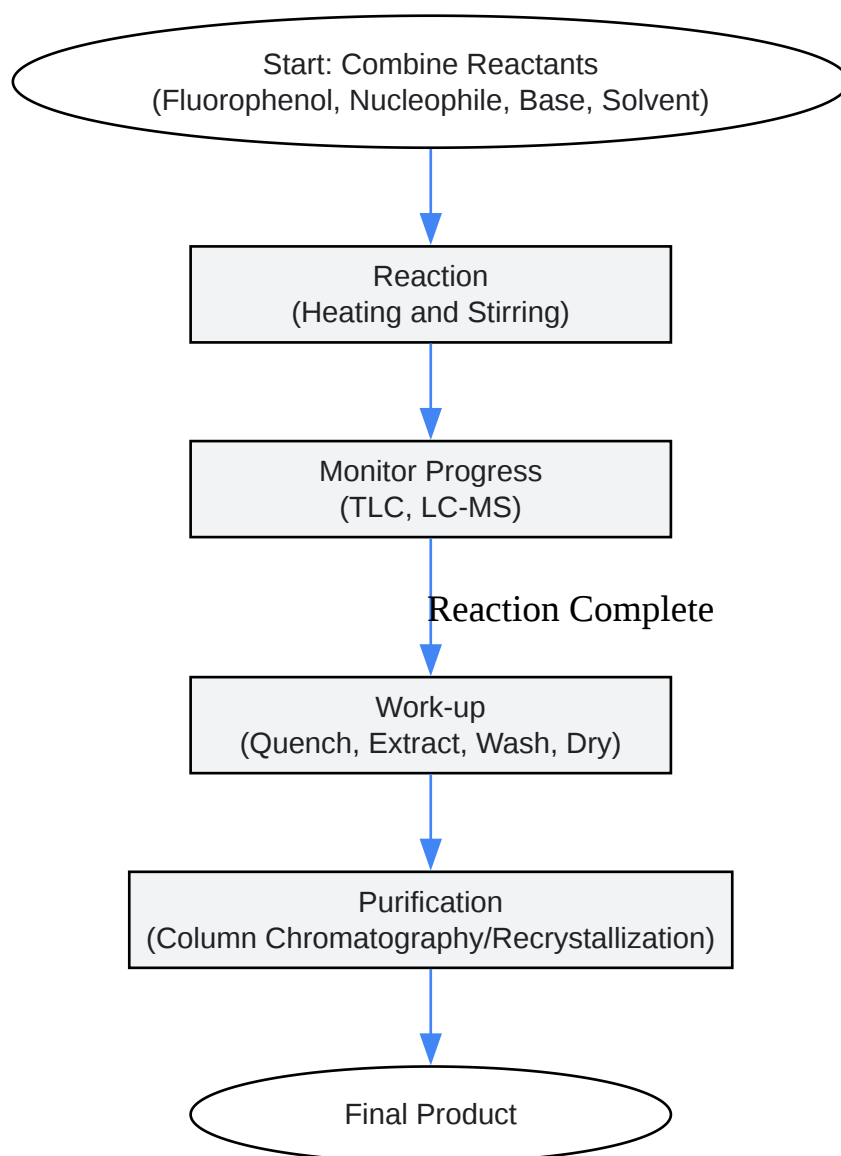 Start: Combine Reactants
(Fluorophenol, Nucleophile, Base, Solvent)
Reaction
(Heating and Stirring)
Monitor Progress
(TLC, LC-MS)
Reaction Complete
Work-up
(Quench, Extract, Wash, Dry)
Purification
(Column Chromatography/Recrystallization)
Final Product